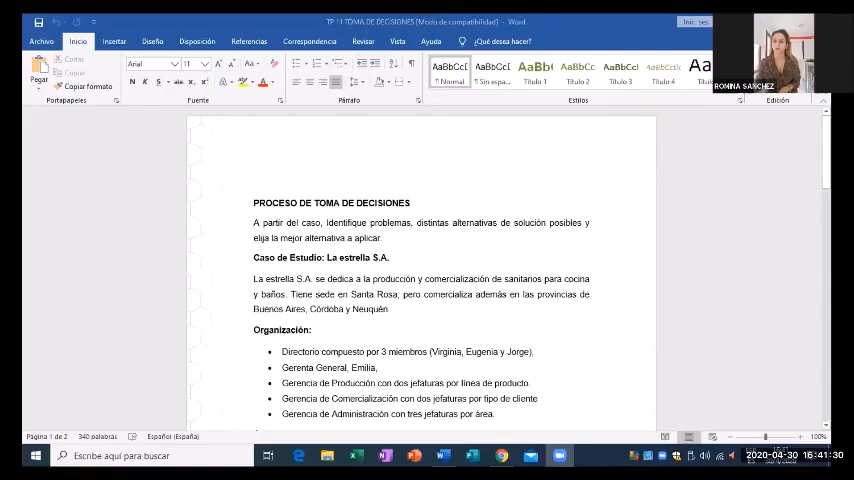 TP 11 TOMA DE DECISIONES [Modo de compatibilidad] - Word
Inic. ses
Archivo Inicio Insertar Diseño Disposición Referencias Correspondencia Revisar Vista Ayuda ¿Qué desea hacer?
Pegar
Cortar
Copiar
Copiar formato
Portapapeles
Arial 11
N K S abc
Fuente
Párrafo
AaBbCcI AaBbCcI AaBbC AaBbCc AaBbCcI AaBbCcI Aa
¶ Normal ¶ Sin espa... Título 1 Título 2 Título 3 Título 4
Estilos
Edición
ROMINA SANCHEZ
PROCESO DE TOMA DE DECISIONES
A partir del caso, Identifique problemas, distintas alternativas de solución posibles y
elija la mejor alternativa a aplicar.
Caso de Estudio: La estrella S.A.
La estrella S.A. se dedica a la producción y comercialización de sanitarios para cocina
y baños. Tiene sede en Santa Rosa, pero comercializa además en las provincias de
Buenos Aires, Córdoba y Neuquén.
Organización:
• Directorio compuesto por 3 miembros (Virginia, Eugenia y Jorge),
• Gerenta General, Emilia,
• Gerencia de Producción con dos jefaturas por línea de producto.
• Gerencia de Comercialización con dos jefaturas por tipo de cliente
• Gerencia de Administración con tres jefaturas por área.
Página 1 de 2 340 palabras Español (España) 100%
Escribe aquí para buscar
2020-04-30 16:41:30